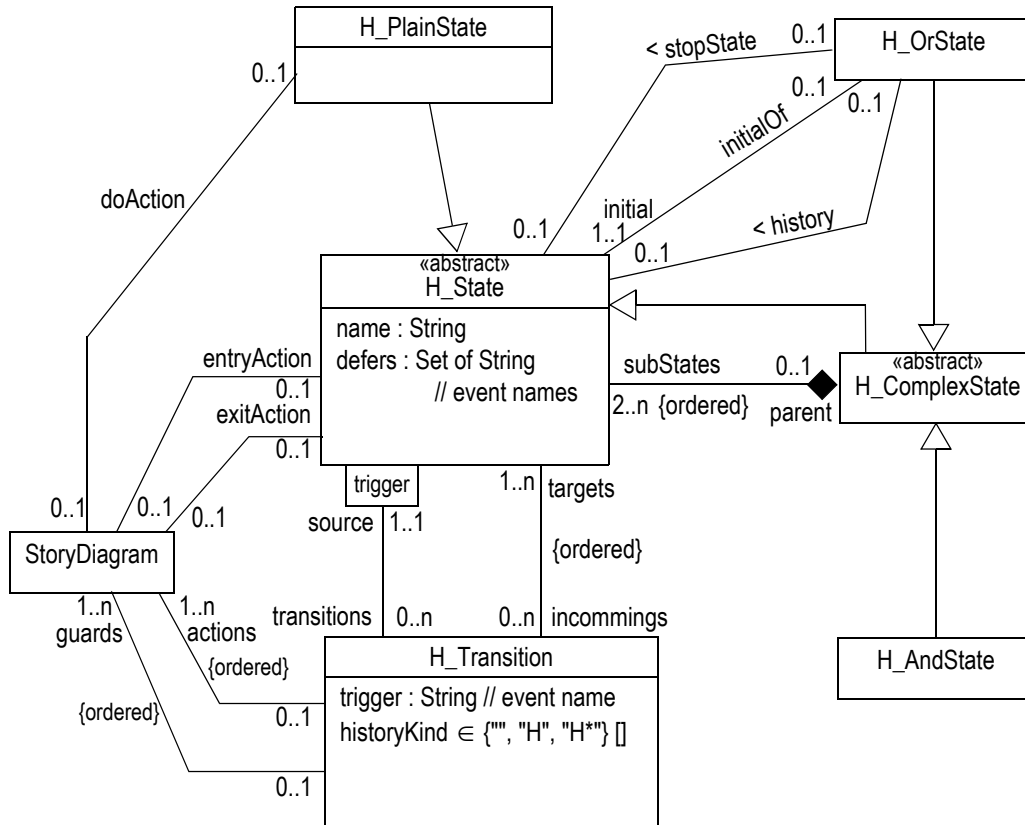 H_PlainState
0..1
< stopState
0..1
H_OrState
0..1
0..1
initialOf
doAction
initial
0..1
1..1
0..1
< history
«abstract»
H_State
name : String
defers : Set of String
// event names
entryAction
0..1
exitAction
0..1
subStates
0..1
2..n
{ordered}
parent
«abstract»
H_ComplexState
trigger
source
1..1
1..n
targets
0..1
0..1
0..1
StoryDiagram
{ordered}
1..n
guards
1..n
actions
transitions
0..n
0..n
incommings
{ordered}
{ordered}
0..1
0..1
H_Transition
trigger : String // event name
historyKind ∈ {"", "H", "H*"} []
H_AndState